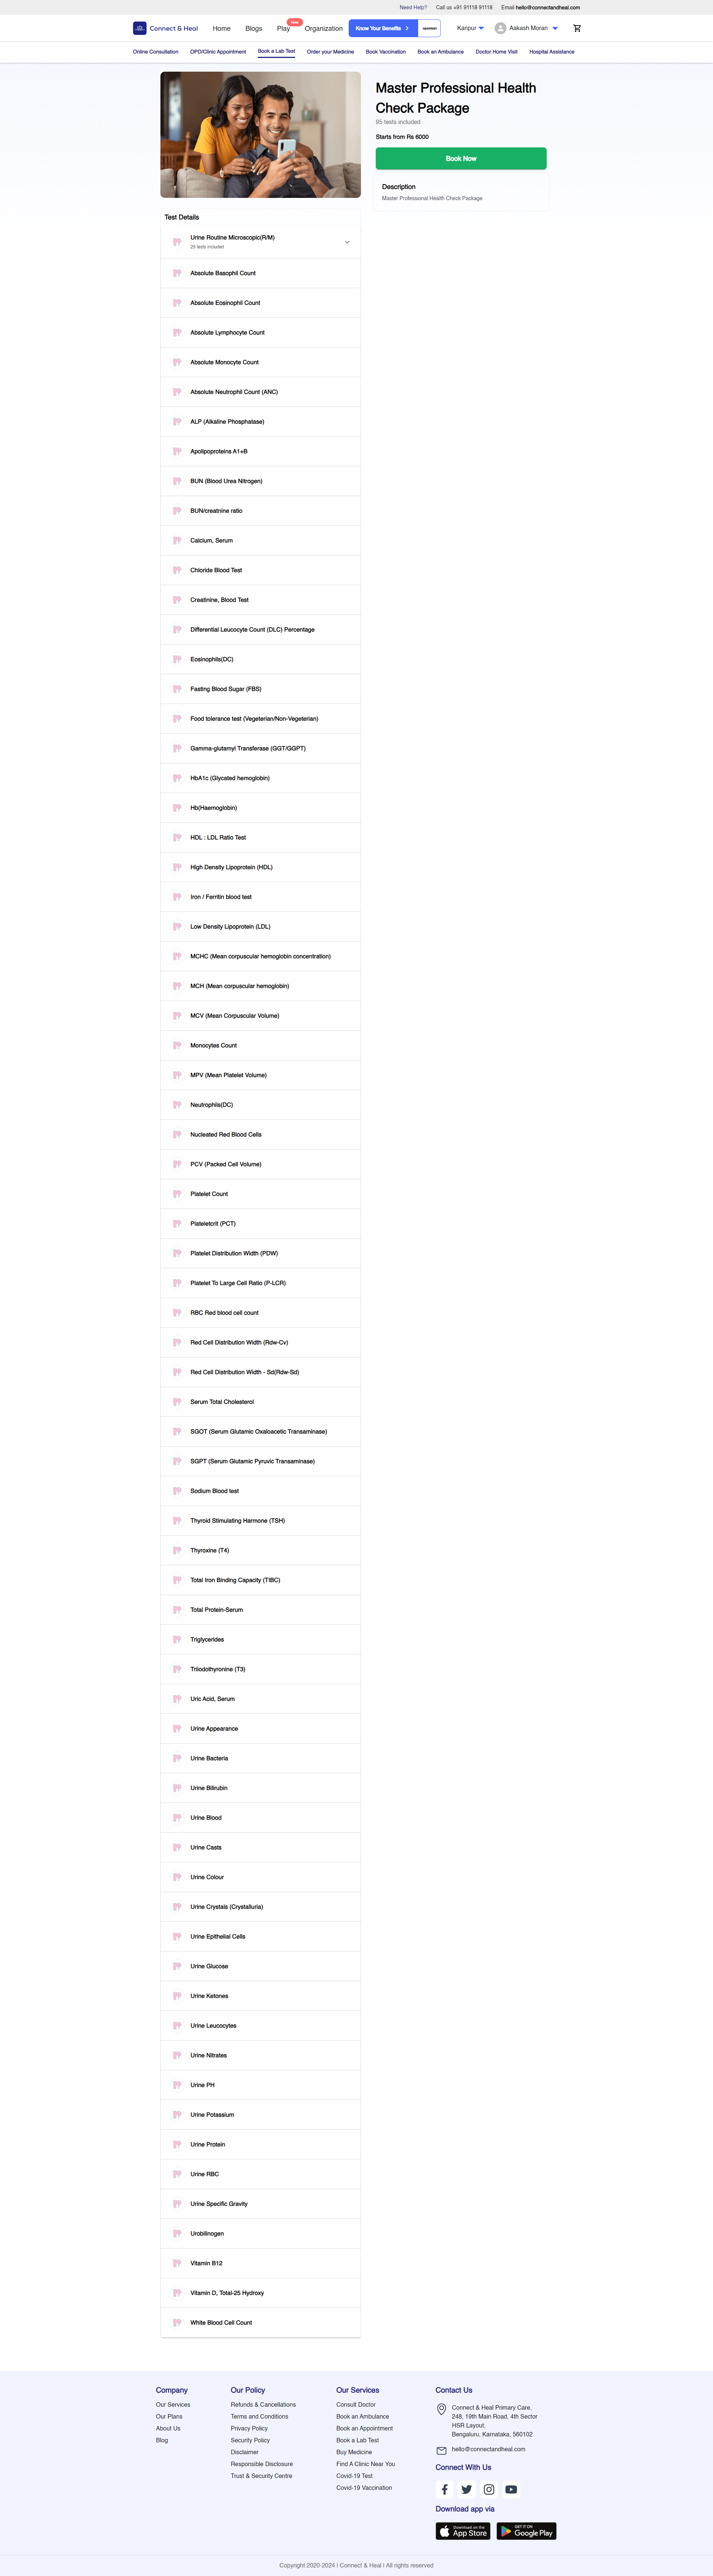 Need Help? Call us +91 91118 91118 Email hello@connectandheal.com
Connect & Heal Home Blogs Play New Organization Know Your Benefits Kanpur Aakash Moran
Online Consultation OPD/Clinic Appointment Book a Lab Test Order your Medicine Book Vaccination Book an Ambulance Doctor Home Visit Hospital Assistance
Master Professional Health
Check Package
95 tests included
Starts from Rs 6000
Book Now
Description
Master Professional Health Check Package
Test Details
Urine Routine Microscopic(R/M)
25 tests included
Absolute Basophil Count
Absolute Eosinophil Count
Absolute Lymphocyte Count
Absolute Monocyte Count
Absolute Neutrophil Count (ANC)
ALP (Alkaline Phosphatase)
Apolipoproteins A1+B
BUN (Blood Urea Nitrogen)
BUN/creatnine ratio
Calcium, Serum
Chloride Blood Test
Creatinine, Blood Test
Differential Leucocyte Count (DLC) Percentage
Eosinophils(DC)
Fasting Blood Sugar (FBS)
Food tolerance test (Vegeterian/Non-Vegeterian)
Gamma-glutamyl Transferase (GGT/GGPT)
HbA1c (Glycated hemoglobin)
Hb(Haemoglobin)
HDL : LDL Ratio Test
High Density Lipoprotein (HDL)
Iron / Ferritin blood test
Low Density Lipoprotein (LDL)
MCHC (Mean corpuscular hemoglobin concentration)
MCH (Mean corpuscular hemoglobin)
MCV (Mean Corpuscular Volume)
Monocytes Count
MPV (Mean Platelet Volume)
Neutrophils(DC)
Nucleated Red Blood Cells
PCV (Packed Cell Volume)
Platelet Count
Plateletcrit (PCT)
Platelet Distribution Width (PDW)
Platelet To Large Cell Ratio (P-LCR)
RBC Red blood cell count
Red Cell Distribution Width (Rdw-Cv)
Red Cell Distribution Width - Sd(Rdw-Sd)
Serum Total Cholesterol
SGOT (Serum Glutamic Oxaloacetic Transaminase)
SGPT (Serum Glutamic Pyruvic Transaminase)
Sodium Blood test
Thyroid Stimulating Harmone (TSH)
Thyroxine (T4)
Total Iron Binding Capacity (TIBC)
Total Protein-Serum
Triglycerides
Triiodothyronine (T3)
Uric Acid, Serum
Urine Appearance
Urine Bacteria
Urine Bilirubin
Urine Blood
Urine Casts
Urine Colour
Urine Crystals (Crystalluria)
Urine Epithelial Cells
Urine Glucose
Urine Ketones
Urine Leucocytes
Urine Nitrates
Urine PH
Urine Potassium
Urine Protein
Urine RBC
Urine Specific Gravity
Urobilinogen
Vitamin B12
Vitamin D, Total-25 Hydroxy
White Blood Cell Count
Company
Our Services
Our Plans
About Us
Blog
Our Policy
Refunds & Cancellations
Terms and Conditions
Privacy Policy
Security Policy
Disclaimer
Responsible Disclosure
Trust & Security Centre
Our Services
Consult Doctor
Book an Ambulance
Book an Appointment
Book a Lab Test
Buy Medicine
Find A Clinic Near You
Covid-19 Test
Covid-19 Vaccination
Contact Us
Connect & Heal Primary Care,
248, 19th Main Road, 4th Sector
HSR Layout,
Bengaluru, Karnataka, 560102
hello@connectandheal.com
Connect With Us
Download app via
Download on the
App Store
GET IT ON
Google Play
Copyright 2020-2024 | Connect & Heal | All rights reserved